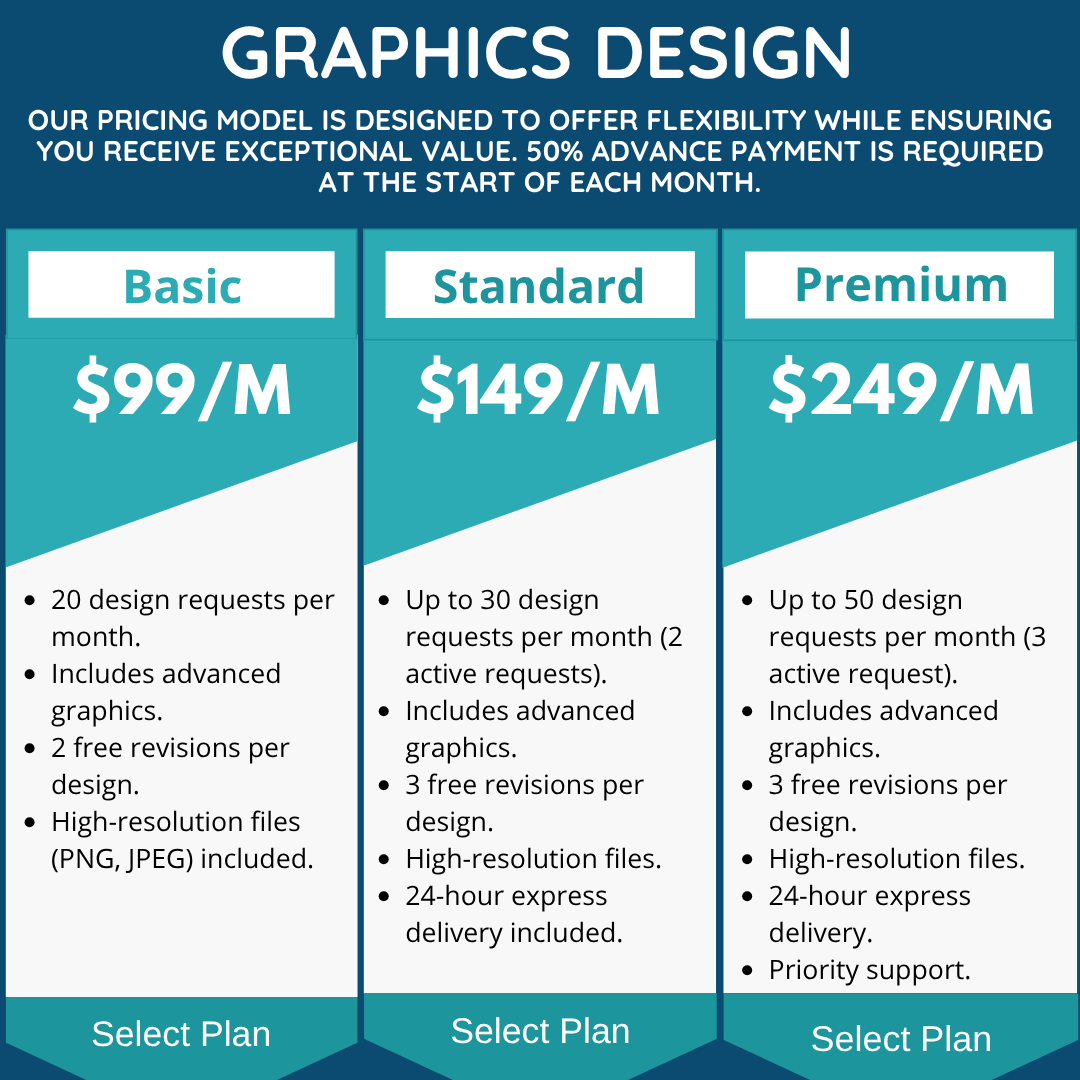 GRAPHICS DESIGN
OUR PRICING MODEL IS DESIGNED TO OFFER FLEXIBILITY WHILE ENSURING
YOU RECEIVE EXCEPTIONAL VALUE. 50% ADVANCE PAYMENT IS REQUIRED
AT THE START OF EACH MONTH.
Basic
$99/M
• 20 design requests per
month.
• Includes advanced
graphics.
• 2 free revisions per
design.
• High-resolution files
(PNG, JPEG) included.
Select Plan
Standard
$149/M
• Up to 30 design
requests per month (2
active requests).
• Includes advanced
graphics.
• 3 free revisions per
design.
• High-resolution files.
• 24-hour express
delivery included.
Select Plan
Premium
$249/M
• Up to 50 design
requests per month (3
active request).
• Includes advanced
graphics.
• 3 free revisions per
design.
• High-resolution files.
• 24-hour express
delivery.
• Priority support.
Select Plan